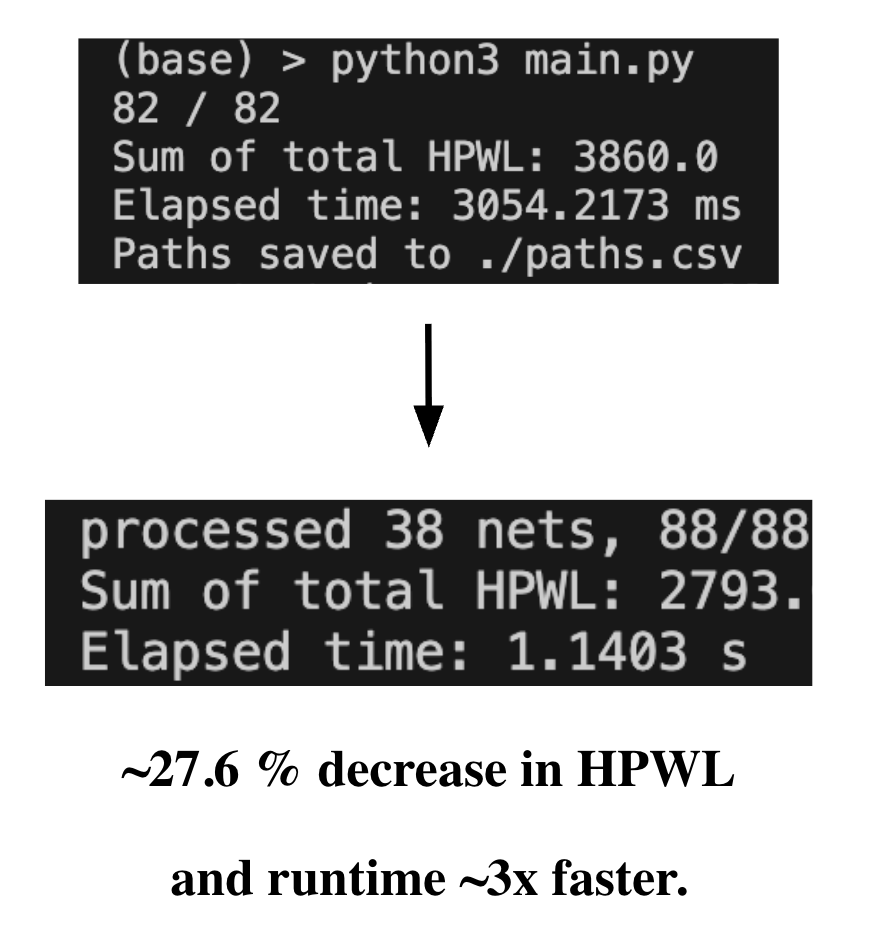 (base) > python3 main.py
82 / 82
Sum of total HPWL: 3860.0
Elapsed time: 3054.2173 ms
Paths saved to ./paths.csv
processed 38 nets, 88/88
Sum of total HPWL: 2793.
Elapsed time: 1.1403 s
~27.6 % decrease in HPWL
and runtime ~3x faster.